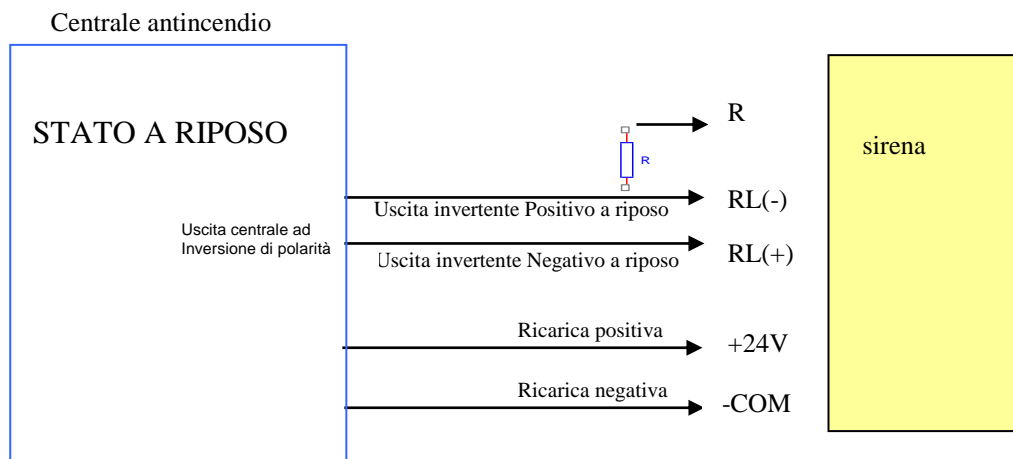 Centrale antincendio
STATO A RIPOSO
R
sirena
R
Uscita invertente Positivo a riposo
RL(-)
Uscita centrale ad
Inversione di polarità
Uscita invertente Negativo a riposo
RL(+)
Ricarica positiva
+24V
Ricarica negativa
-COM